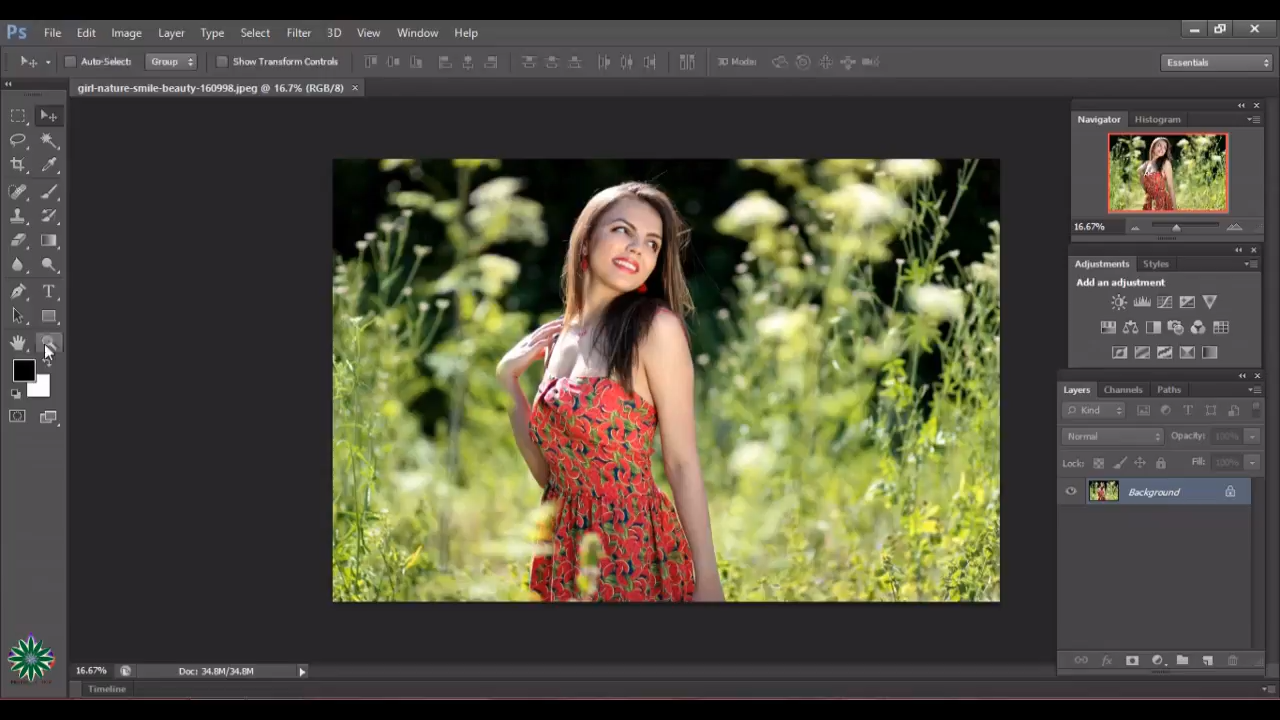 Ps File Edit Image Layer Type Select Filter 3D View Window Help
Auto-Select: Group Show Transform Controls 3D Mode: Essentials
girl-nature-smile-beauty-160998.jpeg @ 16.7% (RGB/8) ×
Navigator Histogram
16.67%
Adjustments Styles
Add an adjustment
Layers Channels Paths
Kind
Normal Opacity: 100%
Lock: Fill: 100%
Background
16.67% Doc: 34.8M/34.8M
Timeline